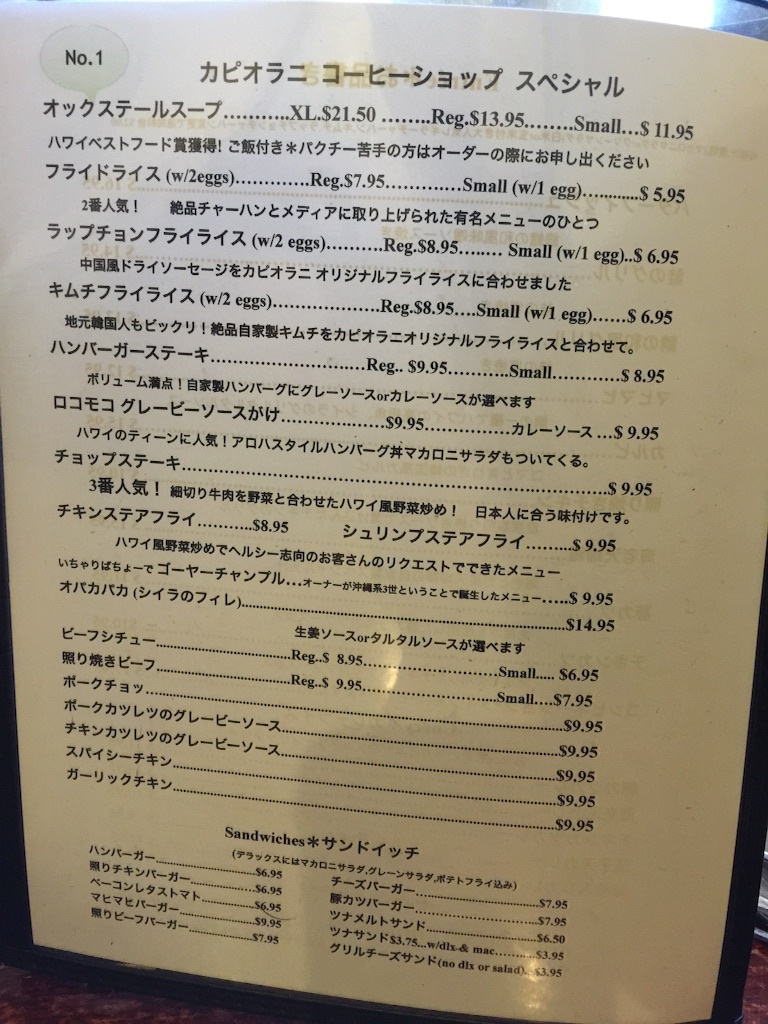 No.1
カピオラニ コーヒーショップ スペシャル
オックステールスープ...........XL.$21.50 ........Reg.$13.95........Small...$ 11.95
ハワイベストフード賞獲得! ご飯付き＊パクチー苦手の方はオーダーの際にお申し出ください
フライドライス (w/2eggs)..............Reg.$7.95..............Small (w/1 egg)...........$ 5.95
2番人気！ 絶品チャーハンとメディアに取り上げられた有名メニューのひとつ
ラップチョンフライライス (w/2 eggs)..........Reg.$8.95........ Small (w/1 egg)..$ 6.95
中国風ドライソーセージをカピオラニ オリジナルフライライスに合わせました
キムチフライライス (w/2 eggs)....................Reg.$8.95....Small (w/1 egg)......$ 6.95
地元韓国人もビックリ！絶品自家製キムチをカピオラニオリジナルフライライスと合わせて。
ハンバーガーステーキ.............................Reg.. $9.95...........Small.............$ 8.95
ボリューム満点！自家製ハンバーグにグレーソースorカレーソースが選べます
ロコモコ グレービーソースがけ....................$9.95.....................カレーソース ...$ 9.95
ハワイのティーンに人気！アロハスタイルハンバーグ丼マカロニサラダもついてくる。
チョップステーキ................................................................................$ 9.95
3番人気！ 細切り牛肉を野菜と合わせたハワイ風野菜炒め！ 日本人に合う味付けです。
チキンステアフライ...........$8.95 シュリンプステアフライ.........$ 9.95
ハワイ風野菜炒めでヘルシー志向のお客さんのリクエストでできたメニュー
いちゃりばちょーで ゴーヤーチャンプル...オーナーが沖縄系3世ということで誕生したメニュー.....$ 9.95
オパカパカ (シイラのフィレ)................................................................$14.95
生姜ソースorタルタルソースが選べます
ビーフシチュー...........................Reg..$ 8.95........................Small..... $6.95
照り焼きビーフ...........................Reg..$ 9.95........................Small....$7.95
ポークチョッ................................................................................$9.95
ポークカツレツのグレービーソース.......................................................$9.95
チキンカツレツのグレービーソース.......................................................$9.95
スパイシーチキン.............................................................................$9.95
ガーリックチキン.............................................................................$9.95
Sandwiches＊サンドイッチ
(デラックスにはマカロニサラダ,グレーンサラダ,ポテトフライ込み)
ハンバーガー.........................$6.95
照りチキンバーガー.................$6.95
ベーコンレタストマト..............$6.95
マヒマヒバーガー...................$9.95
照りビーフバーガー.................$7.95
チーズバーガー..............................$7.95
豚カツバーガー..............................$7.95
ツナメルトサンド...........................$6.50
ツナサンド$3.75...w/dlx & mac..........$3.95
グリルチーズサンド(no dlx or salad)...$3.95